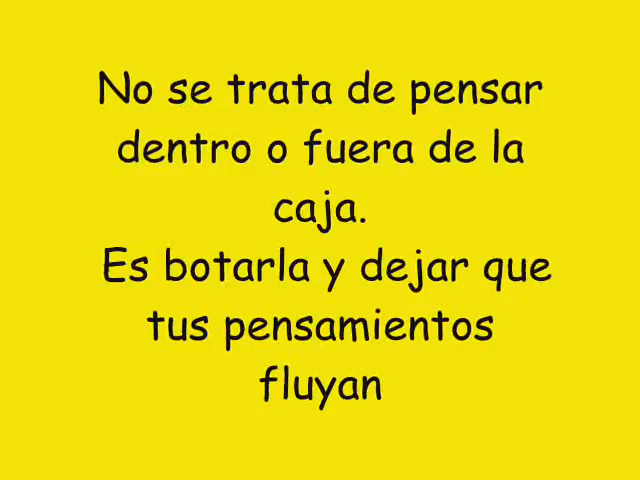 No se trata de pensar
dentro o fuera de la
caja.
Es botarla y dejar que
tus pensamientos
fluyan